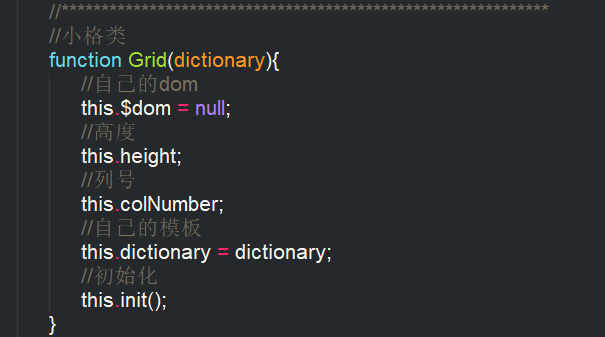 //*************************************************************
//小格类
function Grid(dictionary){
//自己的dom
this.$dom = null;
//高度
this.height;
//列号
this.colNumber;
//自己的模板
this.dictionary = dictionary;
//初始化
this.init();
}